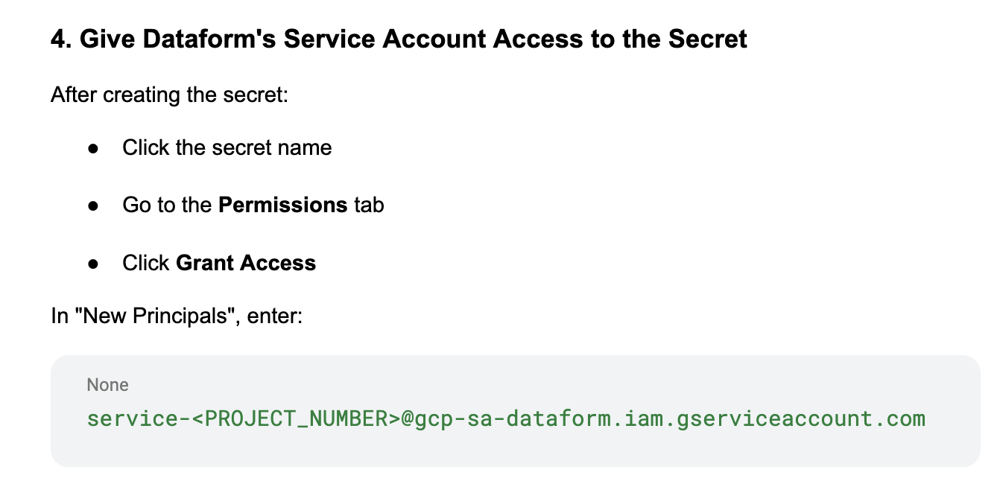 4. Give Dataform's Service Account Access to the Secret
After creating the secret:
● Click the secret name
● Go to the Permissions tab
● Click Grant Access
In "New Principals", enter:
None
service-<PROJECT_NUMBER>@gcp-sa-dataform.iam.gserviceaccount.com